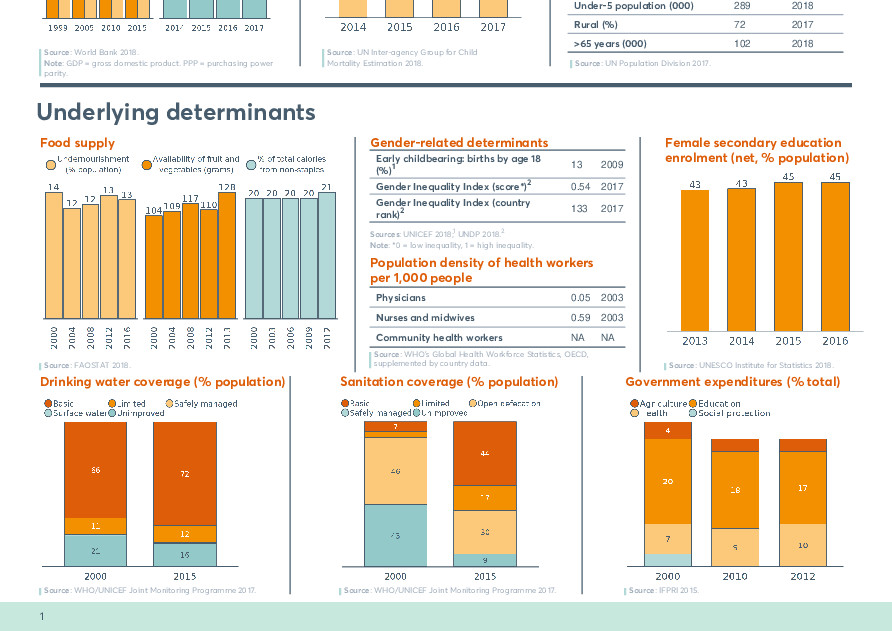 1999 2005 2010 2015
2014 2015 2016 2017
Source: World Bank 2018.
Note: GDP = gross domestic product. PPP = purchasing power
parity.
2014 2015 2016 2017
Source: UN Inter-agency Group for Child
Mortality Estimation 2018.
Under-5 population (000) 289 2018
Rural (%) 72 2017
>65 years (000) 102 2018
Source: UN Population Division 2017.
Underlying determinants
Food supply
Undernourishment
(% population)
Availability of fruit and
vegetables (grams)
% of total calories
from non-staples
14 12 12 13 13
104 109 117 110 128
20 20 20 20 21
2000 2004 2008 2012 2016
2000 2004 2008 2012 2013
2000 2003 2006 2009 2012
Source: FAOSTAT 2018.
Gender-related determinants
Early childbearing: births by age 18
(%)¹ 13 2009
Gender Inequality Index (score*)² 0.54 2017
Gender Inequality Index (country
rank)² 133 2017
Sources: UNICEF 2018,¹ UNDP 2018.²
Note: *0 = low inequality, 1 = high inequality.
Population density of health workers
per 1,000 people
Physicians 0.05 2003
Nurses and midwives 0.59 2003
Community health workers NA NA
Source: WHO's Global Health Workforce Statistics, OECD,
supplemented by country data.
Female secondary education
enrolment (net, % population)
43 43 45 45
2013 2014 2015 2016
Source: UNESCO Institute for Statistics 2018.
Drinking water coverage (% population)
Basic Limited Safely managed
Surface water Unimproved
66 11 21
72 12 16
2000 2015
Source: WHO/UNICEF Joint Monitoring Programme 2017.
Sanitation coverage (% population)
Basic Limited Open defecation
Safely managed Unimproved
7 46 43
44 17 30 9
2000 2015
Source: WHO/UNICEF Joint Monitoring Programme 2017.
Government expenditures (% total)
Agriculture Education
Health Social protection
4 20 7
18 9
17 10
2000 2010 2012
Source: IFPRI 2015.
1